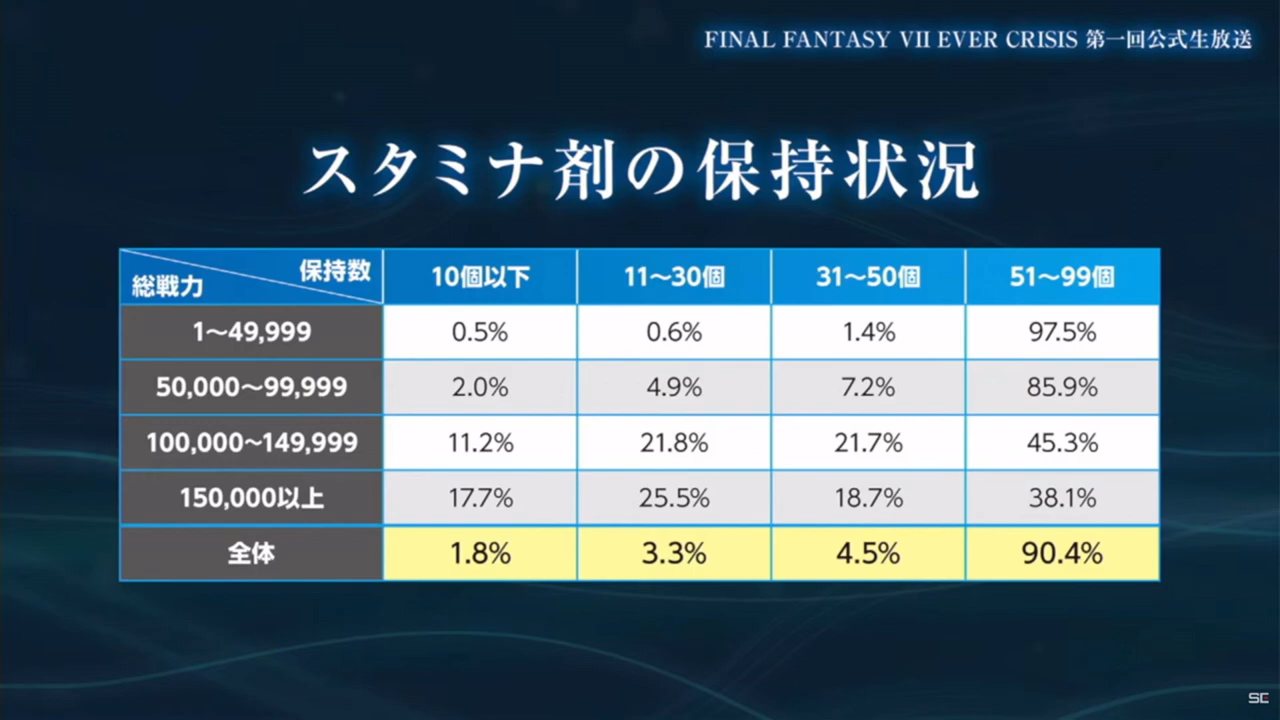 FINAL FANTASY VII EVER CRISIS 第一回公式生放送
スタミナ剤の保持状況
総戦力 保持数 10個以下 11～30個 31～50個 51～99個
1～49,999 0.5% 0.6% 1.4% 97.5%
50,000～99,999 2.0% 4.9% 7.2% 85.9%
100,000~149,999 11.2% 21.8% 21.7% 45.3%
150,000以上 17.7% 25.5% 18.7% 38.1%
全体 1.8% 3.3% 4.5% 90.4%
SE